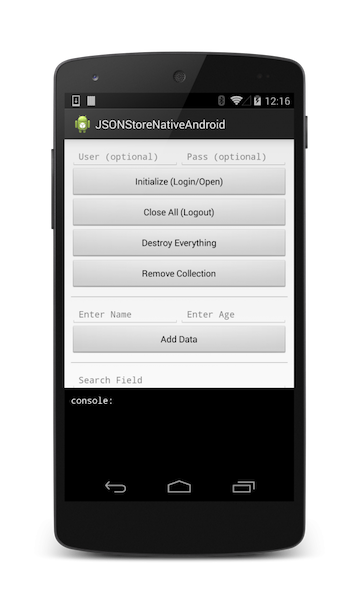 12:16
JSONStoreNativeAndroid
User (optional) Pass (optional)
Initialize (Login/Open)
Close All (Logout)
Destroy Everything
Remove Collection
Enter Name Enter Age
Add Data
Search Field
console: